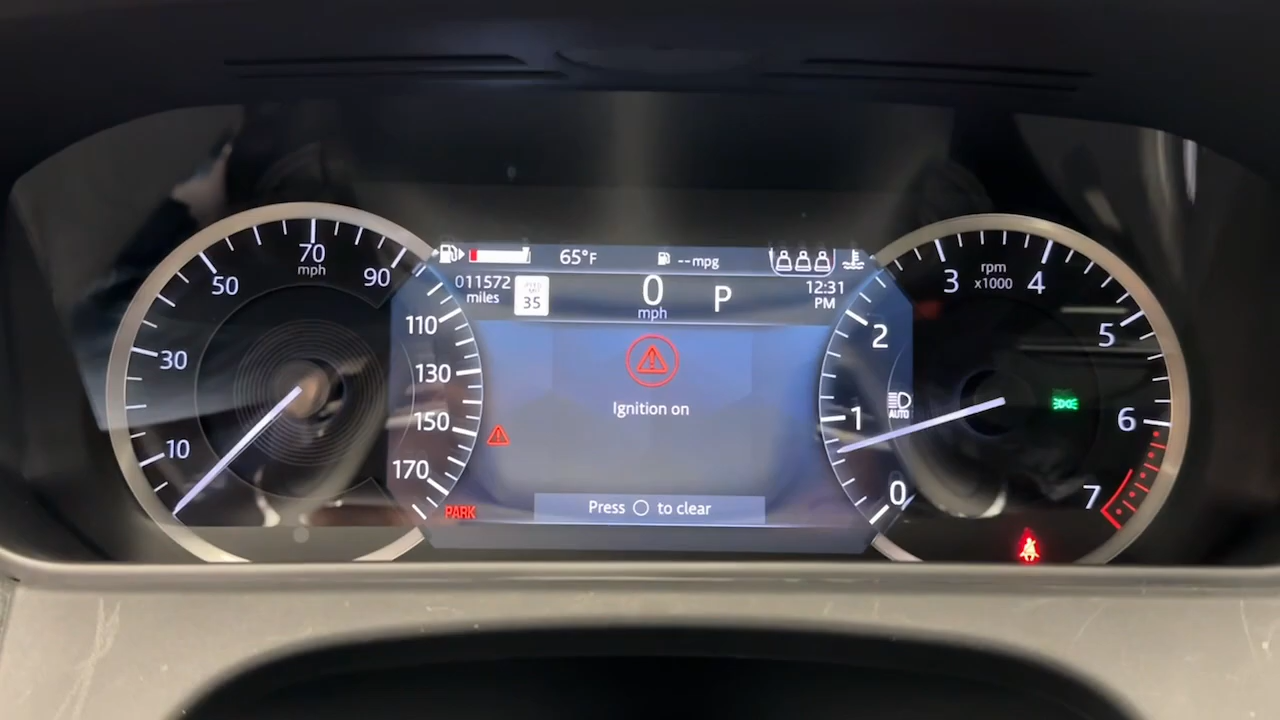 65°F
--mpg
011572
miles
35
0
mph
P
12:31
PM
10
30
50
70
mph
90
110
130
150
170
PARK
Ignition on
Press to clear
0
1
2
3
4
5
6
7
rpm
x1000
AUTO